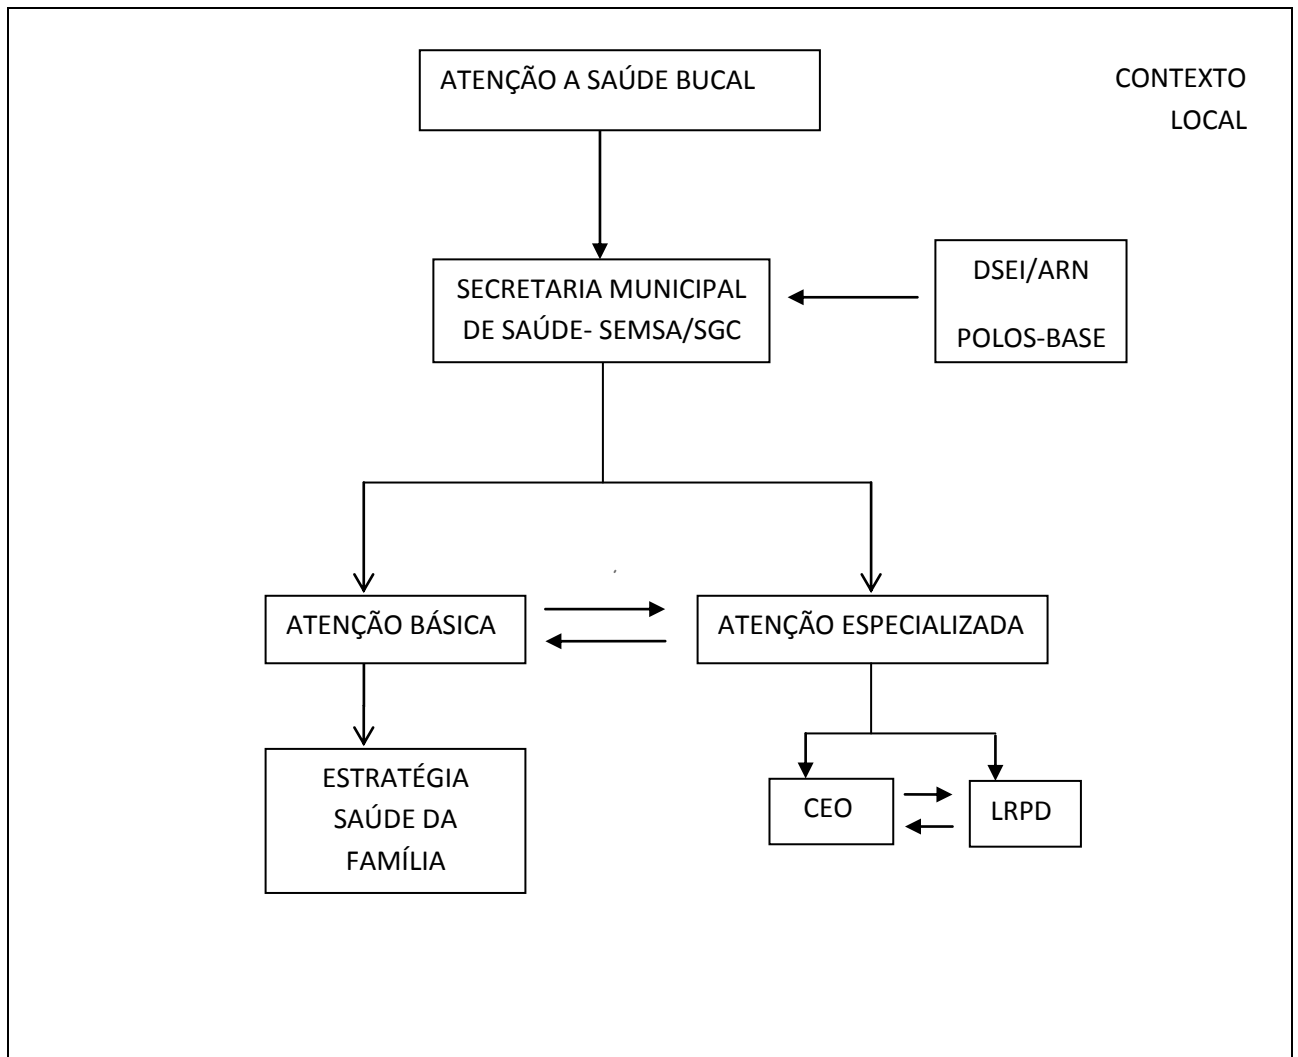 ATENÇÃO A SAÚDE BUCAL
CONTEXTO
LOCAL
SECRETARIA MUNICIPAL
DE SAÚDE- SEMSA/SGC
DSEI/ARN
POLOS-BASE
ATENÇÃO BÁSICA
ATENÇÃO ESPECIALIZADA
ESTRATÉGIA
SAÚDE DA
FAMÍLIA
CEO
LRPD